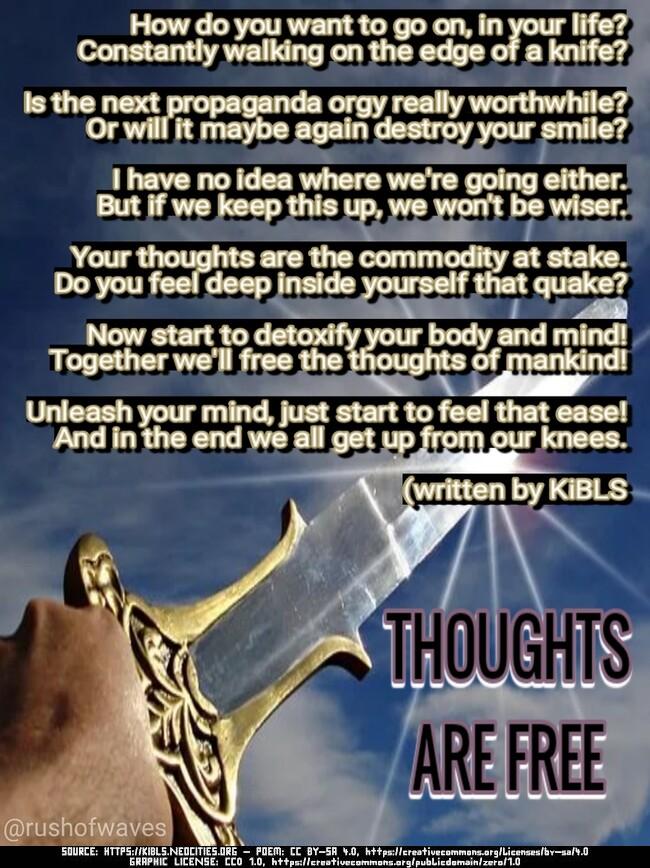 How do you want to go on, in your life?
Constantly walking on the edge of a knife?
Is the next propaganda orgy really worthwhile?
Or will it maybe again destroy your smile?
I have no idea where we're going either.
But if we keep this up, we won't be wiser.
Your thoughts are the commodity at stake.
Do you feel deep inside yourself that quake?
Now start to detoxify your body and mind!
Together we'll free the thoughts of mankind!
Unleash your mind, just start to feel that ease!
And in the end we all get up from our knees.
(written by KiBLS
THOUGHTS
ARE FREE
@rushofwaves
SOURCE: HTTPS://KIBLS.NEOCITIES.ORG – POEM: CC BY-SA 4.0, https://creativecommons.org/licenses/by-sa/4.0
GRAPHIC LICENSE: CC0 1.0, https://creativecommons.org/publicdomain/zero/1.0